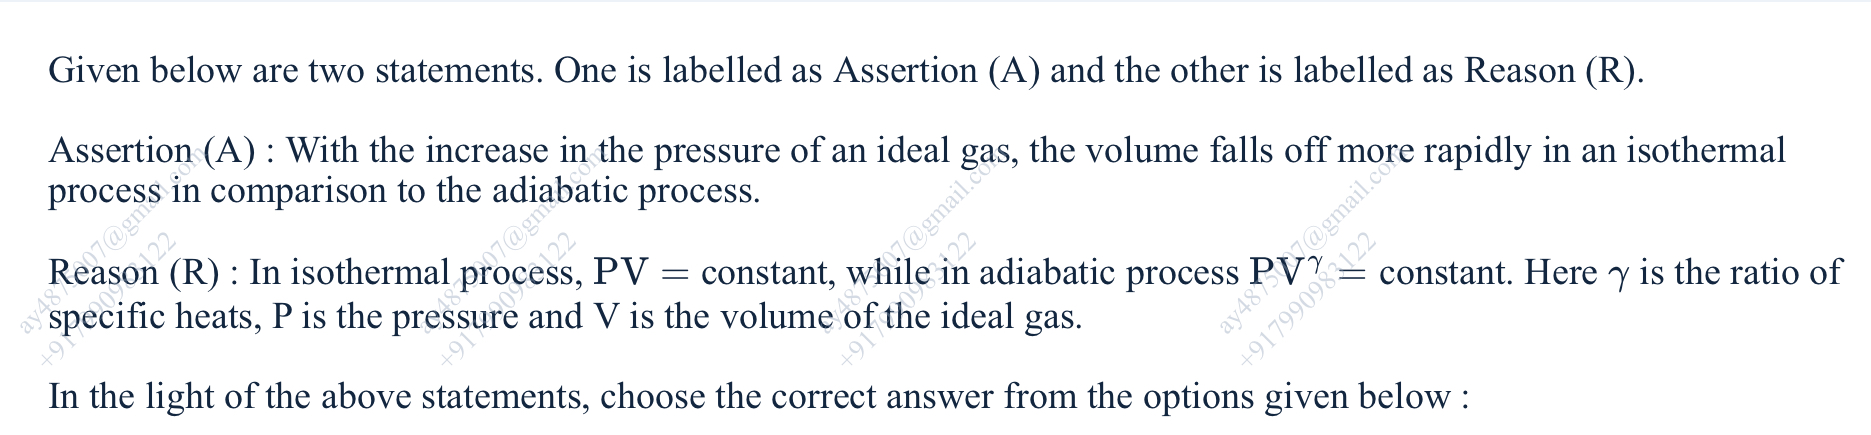 Given below are two statements. One is labelled as Assertion (A) and the other is labelled as Reason (R).
Assertion (A) : With the increase in the pressure of an ideal gas, the volume falls off more rapidly in an isothermal
process in comparison to the adiabatic process.
Reason (R) : In isothermal process, PV = constant, while in adiabatic process PV^γ = constant. Here γ is the ratio of
specific heats, P is the pressure and V is the volume of the ideal gas.
In the light of the above statements, choose the correct answer from the options given below :